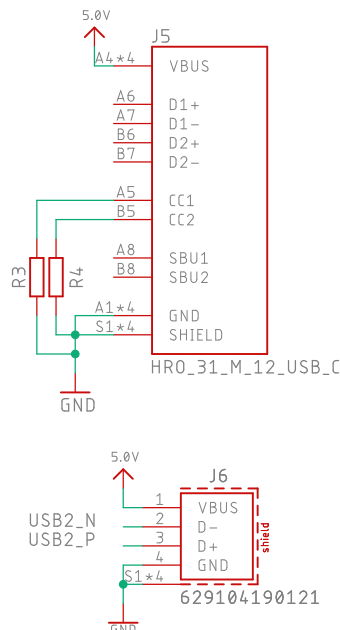 5.0V
J5
A4*4 VBUS
A6 D1+
A7 D1-
B6 D2+
B7 D2-
A5 CC1
B5 CC2
A8 SBU1
R3 R4 B8 SBU2
A1*4 GND
S1*4 SHIELD
HRO_31_M_12_USB_C
GND
5.0V
J6
1 VBUS
USB2_N 2 D-
USB2_P 3 D+
shield
4 GND
S1*4
629104190121
GND